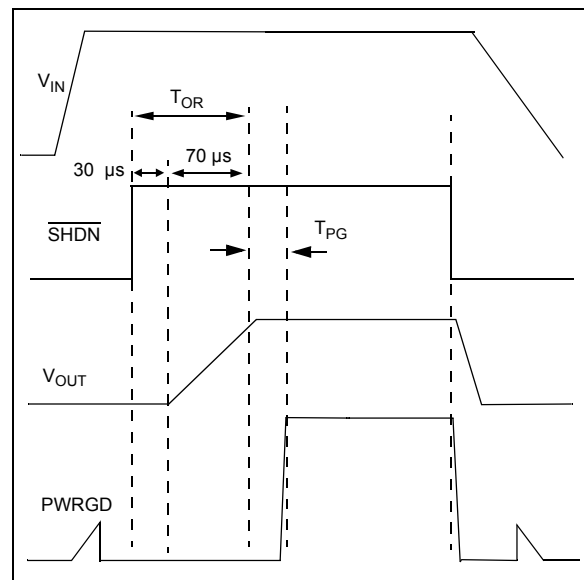 V_IN
T_OR
30 μs
70 μs
SHDN
T_PG
V_OUT
PWRGD